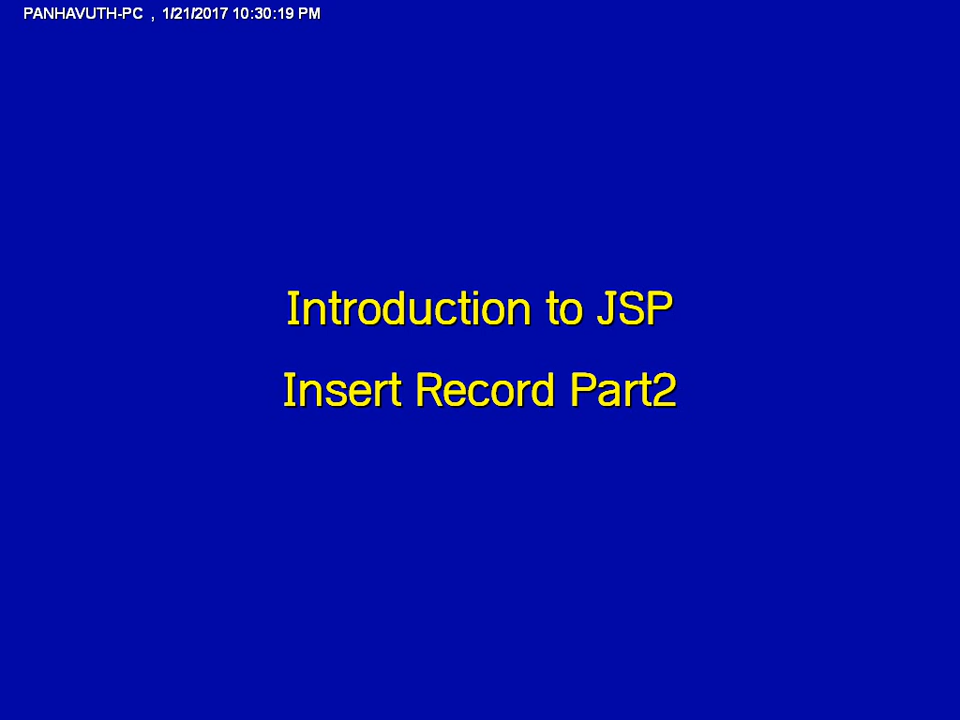 PANHAVUTH-PC , 1/21/2017 10:30:19 PM
Introduction to JSP
Insert Record Part2